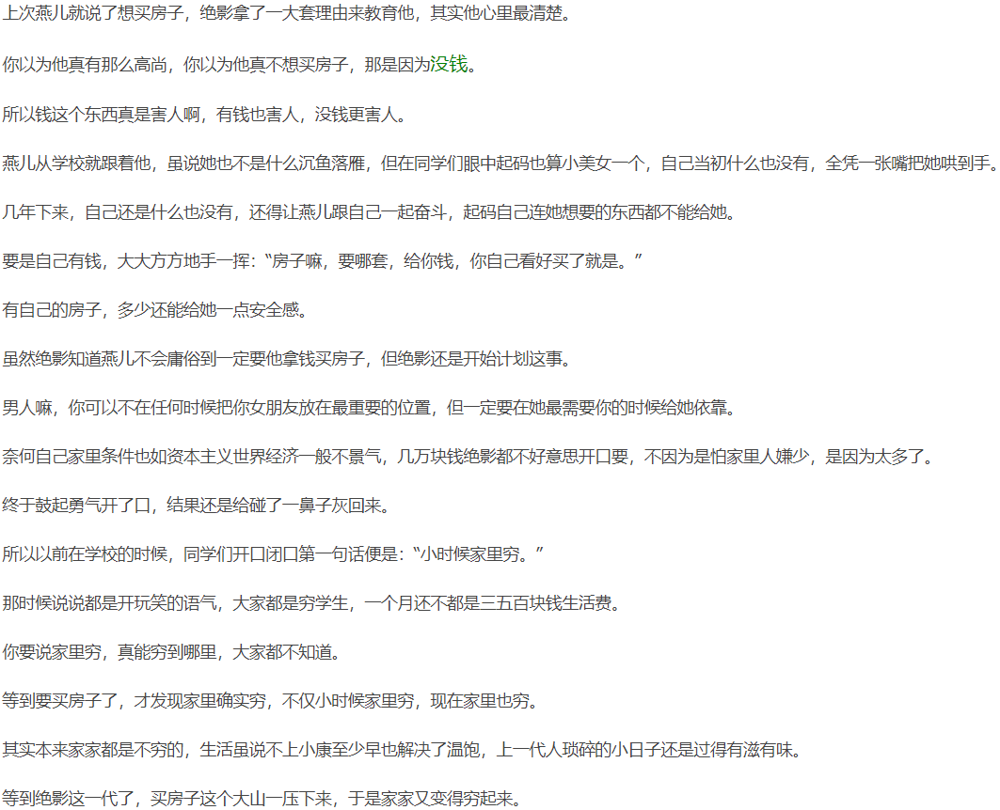 上次燕儿就说了想买房子，绝影拿了一大套理由来教育他，其实他心里最清楚。
你以为他真有那么高尚，你以为他真不想买房子，那是因为没钱。
所以钱这个东西真是害人啊，有钱也害人，没钱更害人。
燕儿从学校就跟着他，虽说她也不是什么沉鱼落雁，但在同学们眼中起码也算小美女一个，自己当初什么也没有，全凭一张嘴把她哄到手。
几年下来，自己还是什么也没有，还得让燕儿跟自己一起奋斗，起码自己连她想要的东西都不能给她。
要是自己有钱，大大方方地手一挥：“房子嘛，要哪套，给你钱，你自己看好买了就是。”
有自己的房子，多少还能给她一点安全感。
虽然绝影知道燕儿不会庸俗到一定要他拿钱买房子，但绝影还是开始计划这事。
男人嘛，你可以不在任何时候把你女朋友放在最重要的位置，但一定要在她最需要你的时候给她依靠。
奈何自己家里条件也如资本主义世界经济一般不景气，几万块钱绝影都不好意思开口要，不因为是怕家里人嫌少，是因为太多了。
终于鼓起勇气开了口，结果还是给碰了一鼻子灰回来。
所以以前在学校的时候，同学们开口闭口第一句话便是：“小时候家里穷。”
那时候说说都是开玩笑的语气，大家都是穷学生，一个月还不都是三五百块钱生活费。
你要说家里穷，真能穷到哪里，大家都不知道。
等到要买房子了，才发现家里确实穷，不仅小时候家里穷，现在家里也穷。
其实本来家家都是不穷的，生活虽说不上小康至少早也解决了温饱，上一代人琐碎的小日子还是过得有滋有味。
等到绝影这一代了，买房子这个大山一压下来，于是家家又变得穷起来。